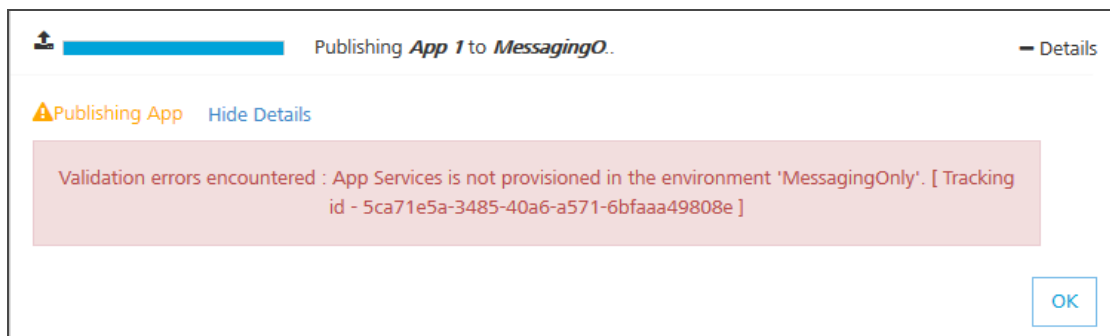 Publishing App 1 to MessagingO..
Details
Publishing App Hide Details
Validation errors encountered : App Services is not provisioned in the environment 'MessagingOnly'. [ Tracking
id - 5ca71e5a-3485-40a6-a571-6bfaaa49808e ]
OK